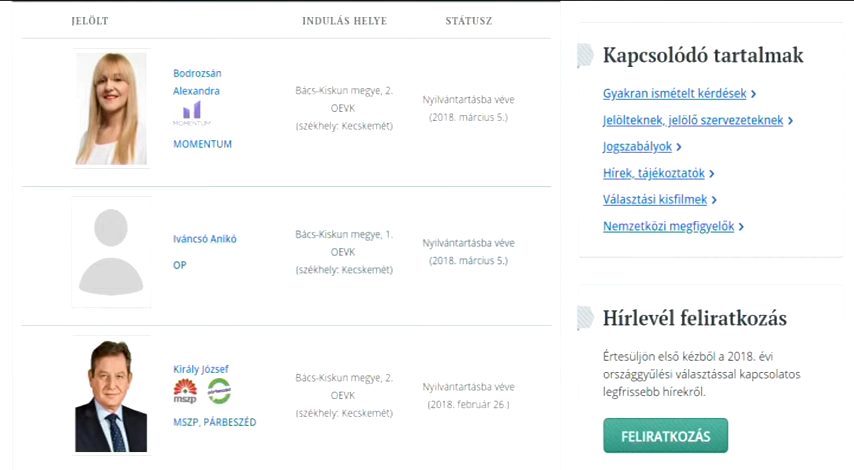 JELÖLT
INDULÁS HELYE
STÁTUSZ
Bodrozsán
Alexandra
MOMENTUM
MOMENTUM
Bács-Kiskun megye, 2.
OEVK
(székhely: Kecskemét)
Nyilvántartásba véve
(2018. március 5.)
Iváncsó Anikó
OP
Bács-Kiskun megye, 1.
OEVK
(székhely: Kecskemét)
Nyilvántartásba véve
(2018. március 5.)
Király József
mszp
MSZP, PÁRBESZÉD
Bács-Kiskun megye, 2.
OEVK
(székhely: Kecskemét)
Nyilvántartásba véve
(2018. február 26.)
Kapcsolódó tartalmak
Gyakran ismételt kérdések
Jelölteknek, jelölő szervezeteknek
Jogszabályok
Hírek, tájékoztatók
Választási kisfilmek
Nemzetközi megfigyelők
Hírlevél feliratkozás
Értesüljön első kézből a 2018. évi
országgyűlési választással kapcsolatos
legfrissebb hírekről.
FELIRATKOZÁS